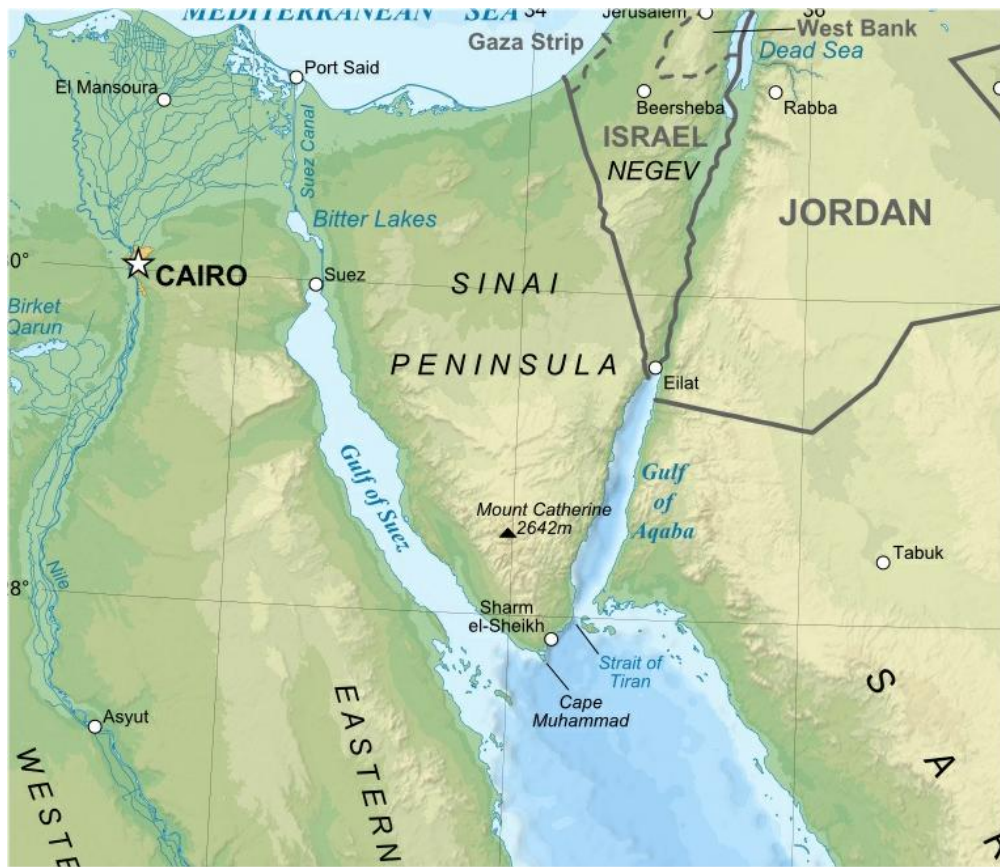 MEDITERRANEAN SEA
34
Jerusalem
36
West Bank
Gaza Strip
Dead Sea
Port Said
El Mansoura
Beersheba
Rabba
Suez Canal
ISRAEL
NEGEV
JORDAN
Bitter Lakes
30°
CAIRO
Suez
SINAI
Birket
Qarun
PENINSULA
Eilat
Gulf of Suez
Gulf
of
Aqaba
Mount Catherine
2642m
Tabuk
28°
Nile
Sharm
el-Sheikh
Strait of
Tiran
Cape
Muhammad
Asyut
EASTERN
WESTE
S A